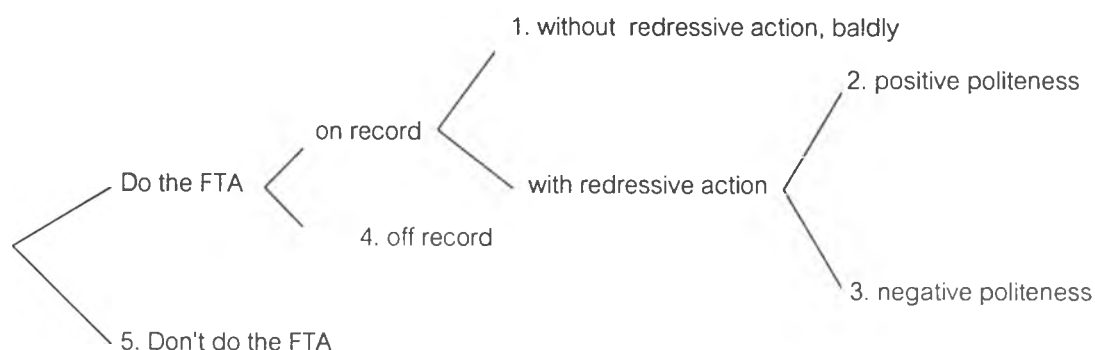 1. without redressive action, baldly
2. positive politeness
on record
Do the FTA
with redressive action
4. off record
3. negative politeness
5. Don't do the FTA